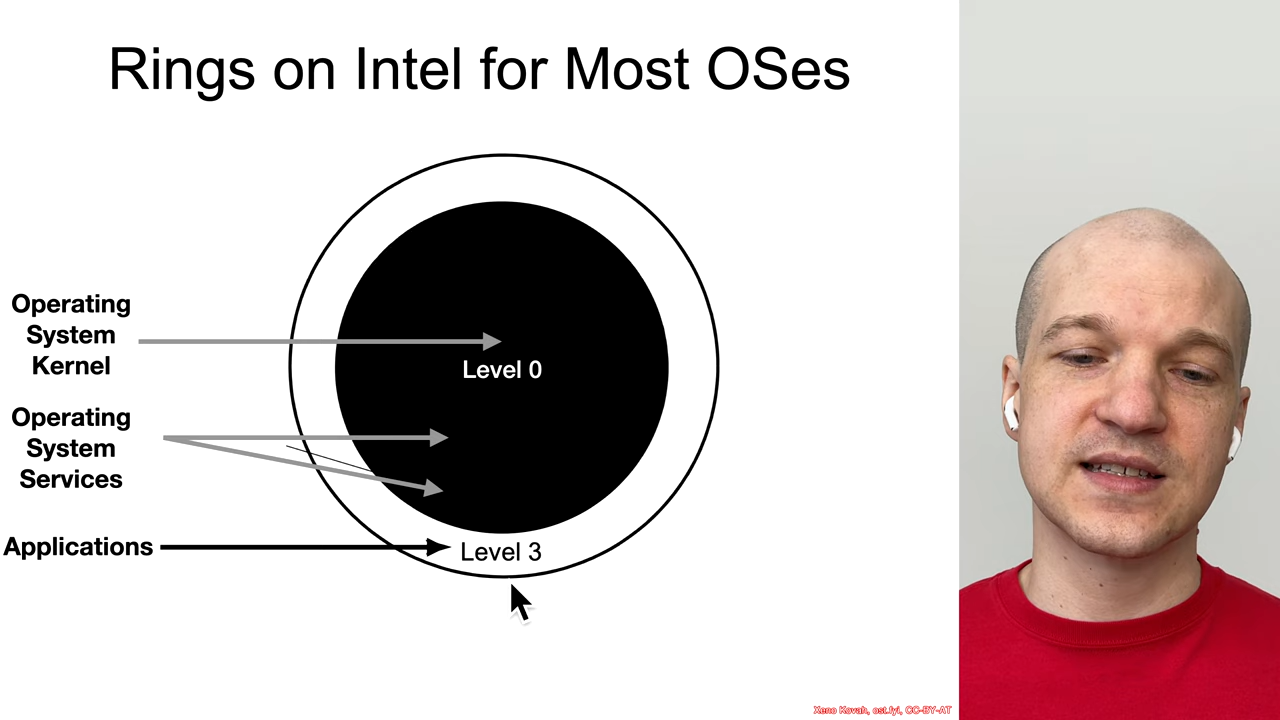 Rings on Intel for Most OSes
Operating
System
Kernel
Level 0
Operating
System
Services
Applications
Level 3
Xeno Kovah, ost.fyi, CC-BY-AT